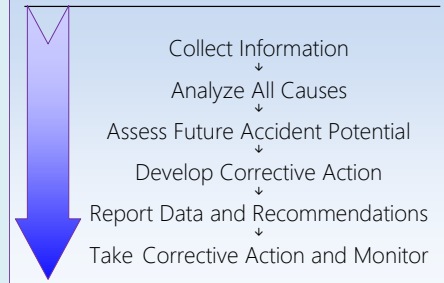 Collect Information
↓
Analyze All Causes
↓
Assess Future Accident Potential
↓
Develop Corrective Action
↓
Report Data and Recommendations
↓
Take Corrective Action and Monitor